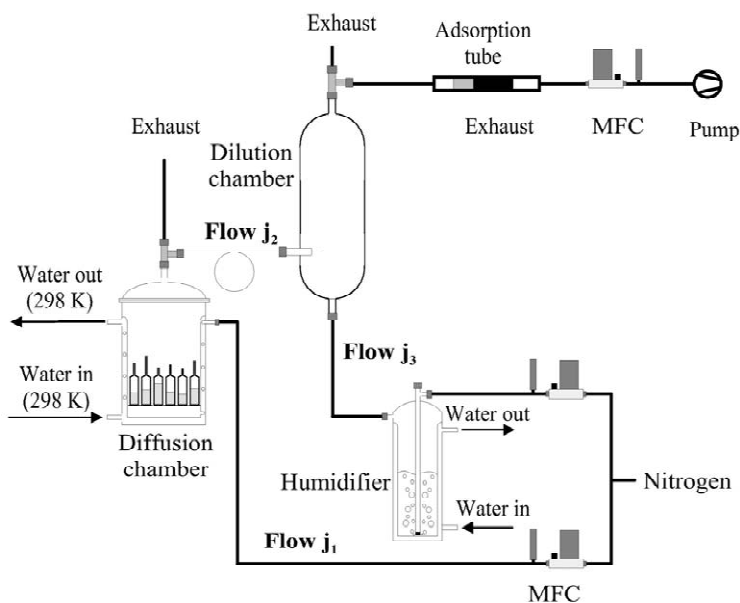 Exhaust
Adsorption
tube
Exhaust
MFC
Pump
Exhaust
Dilution
chamber
Flow j₂
Water out
(298 K)
Water in
(298 K)
Diffusion
chamber
Flow j₃
Water out
Humidifier
Water in
Nitrogen
Flow j₁
MFC